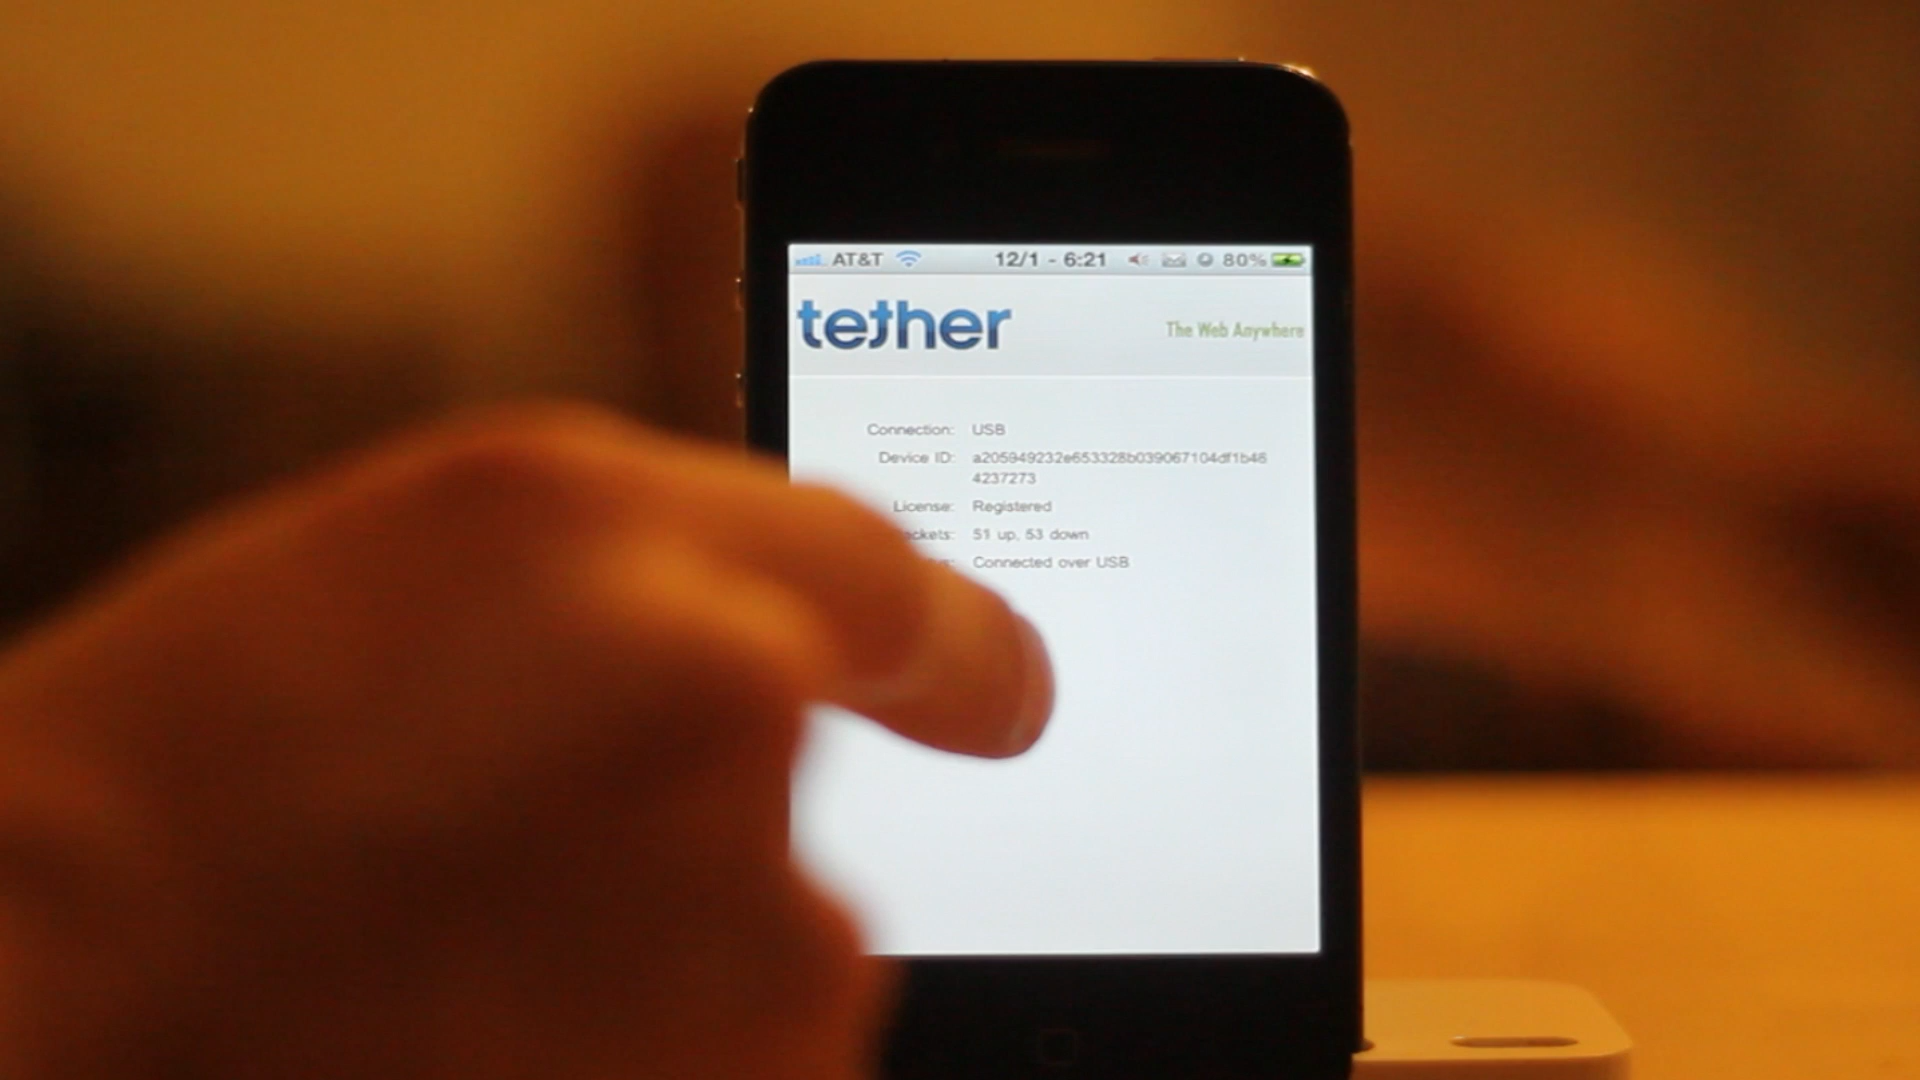 AT&T 12/1 - 6:21 80%
tether The Web Anywhere
Connection: USB
Device ID: a205949232e653328b039067104df1b46
4237273
License: Registered
ckets: 51 up, 53 down
Connected over USB